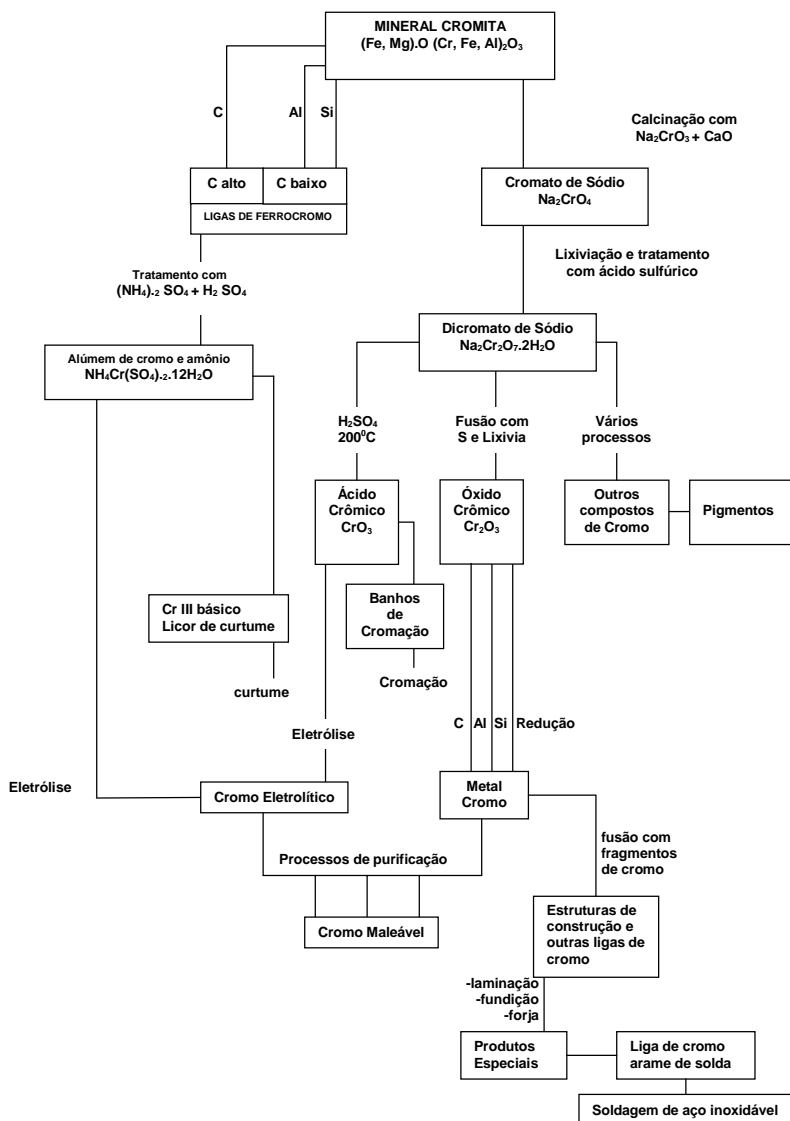 MINERAL CROMITA
(Fe, Mg).O (Cr, Fe, Al)₂O₃
C
Al
Si
Calcinação com
Na₂CrO₃ + CaO
C alto
C baixo
LIGAS DE FERROCROMO
Cromato de Sódio
Na₂CrO₄
Tratamento com
(NH₄).₂ SO₄ + H₂ SO₄
Lixiviação e tratamento
com ácido sulfúrico
Alúmem de cromo e amônio
NH₄Cr(SO₄).₂.12H₂O
Dicromato de Sódio
Na₂Cr₂O₇.2H₂O
H₂SO₄
200⁰C
Fusão com
S e Lixivia
Vários
processos
Ácido
Crômico
CrO₃
Óxido
Crômico
Cr₂O₃
Outros
compostos
de Cromo
Pigmentos
Cr III básico
Licor de curtume
Banhos
de
Cromação
curtume
Cromação
Eletrólise
C
Al
Si
Redução
Eletrólise
Cromo Eletrolítico
Metal
Cromo
Processos de purificação
fusão com
fragmentos
de cromo
Cromo Maleável
Estruturas de
construção e
outras ligas de
cromo
-laminação
-fundição
-forja
Produtos
Especiais
Liga de cromo
arame de solda
Soldagem de aço inoxidável